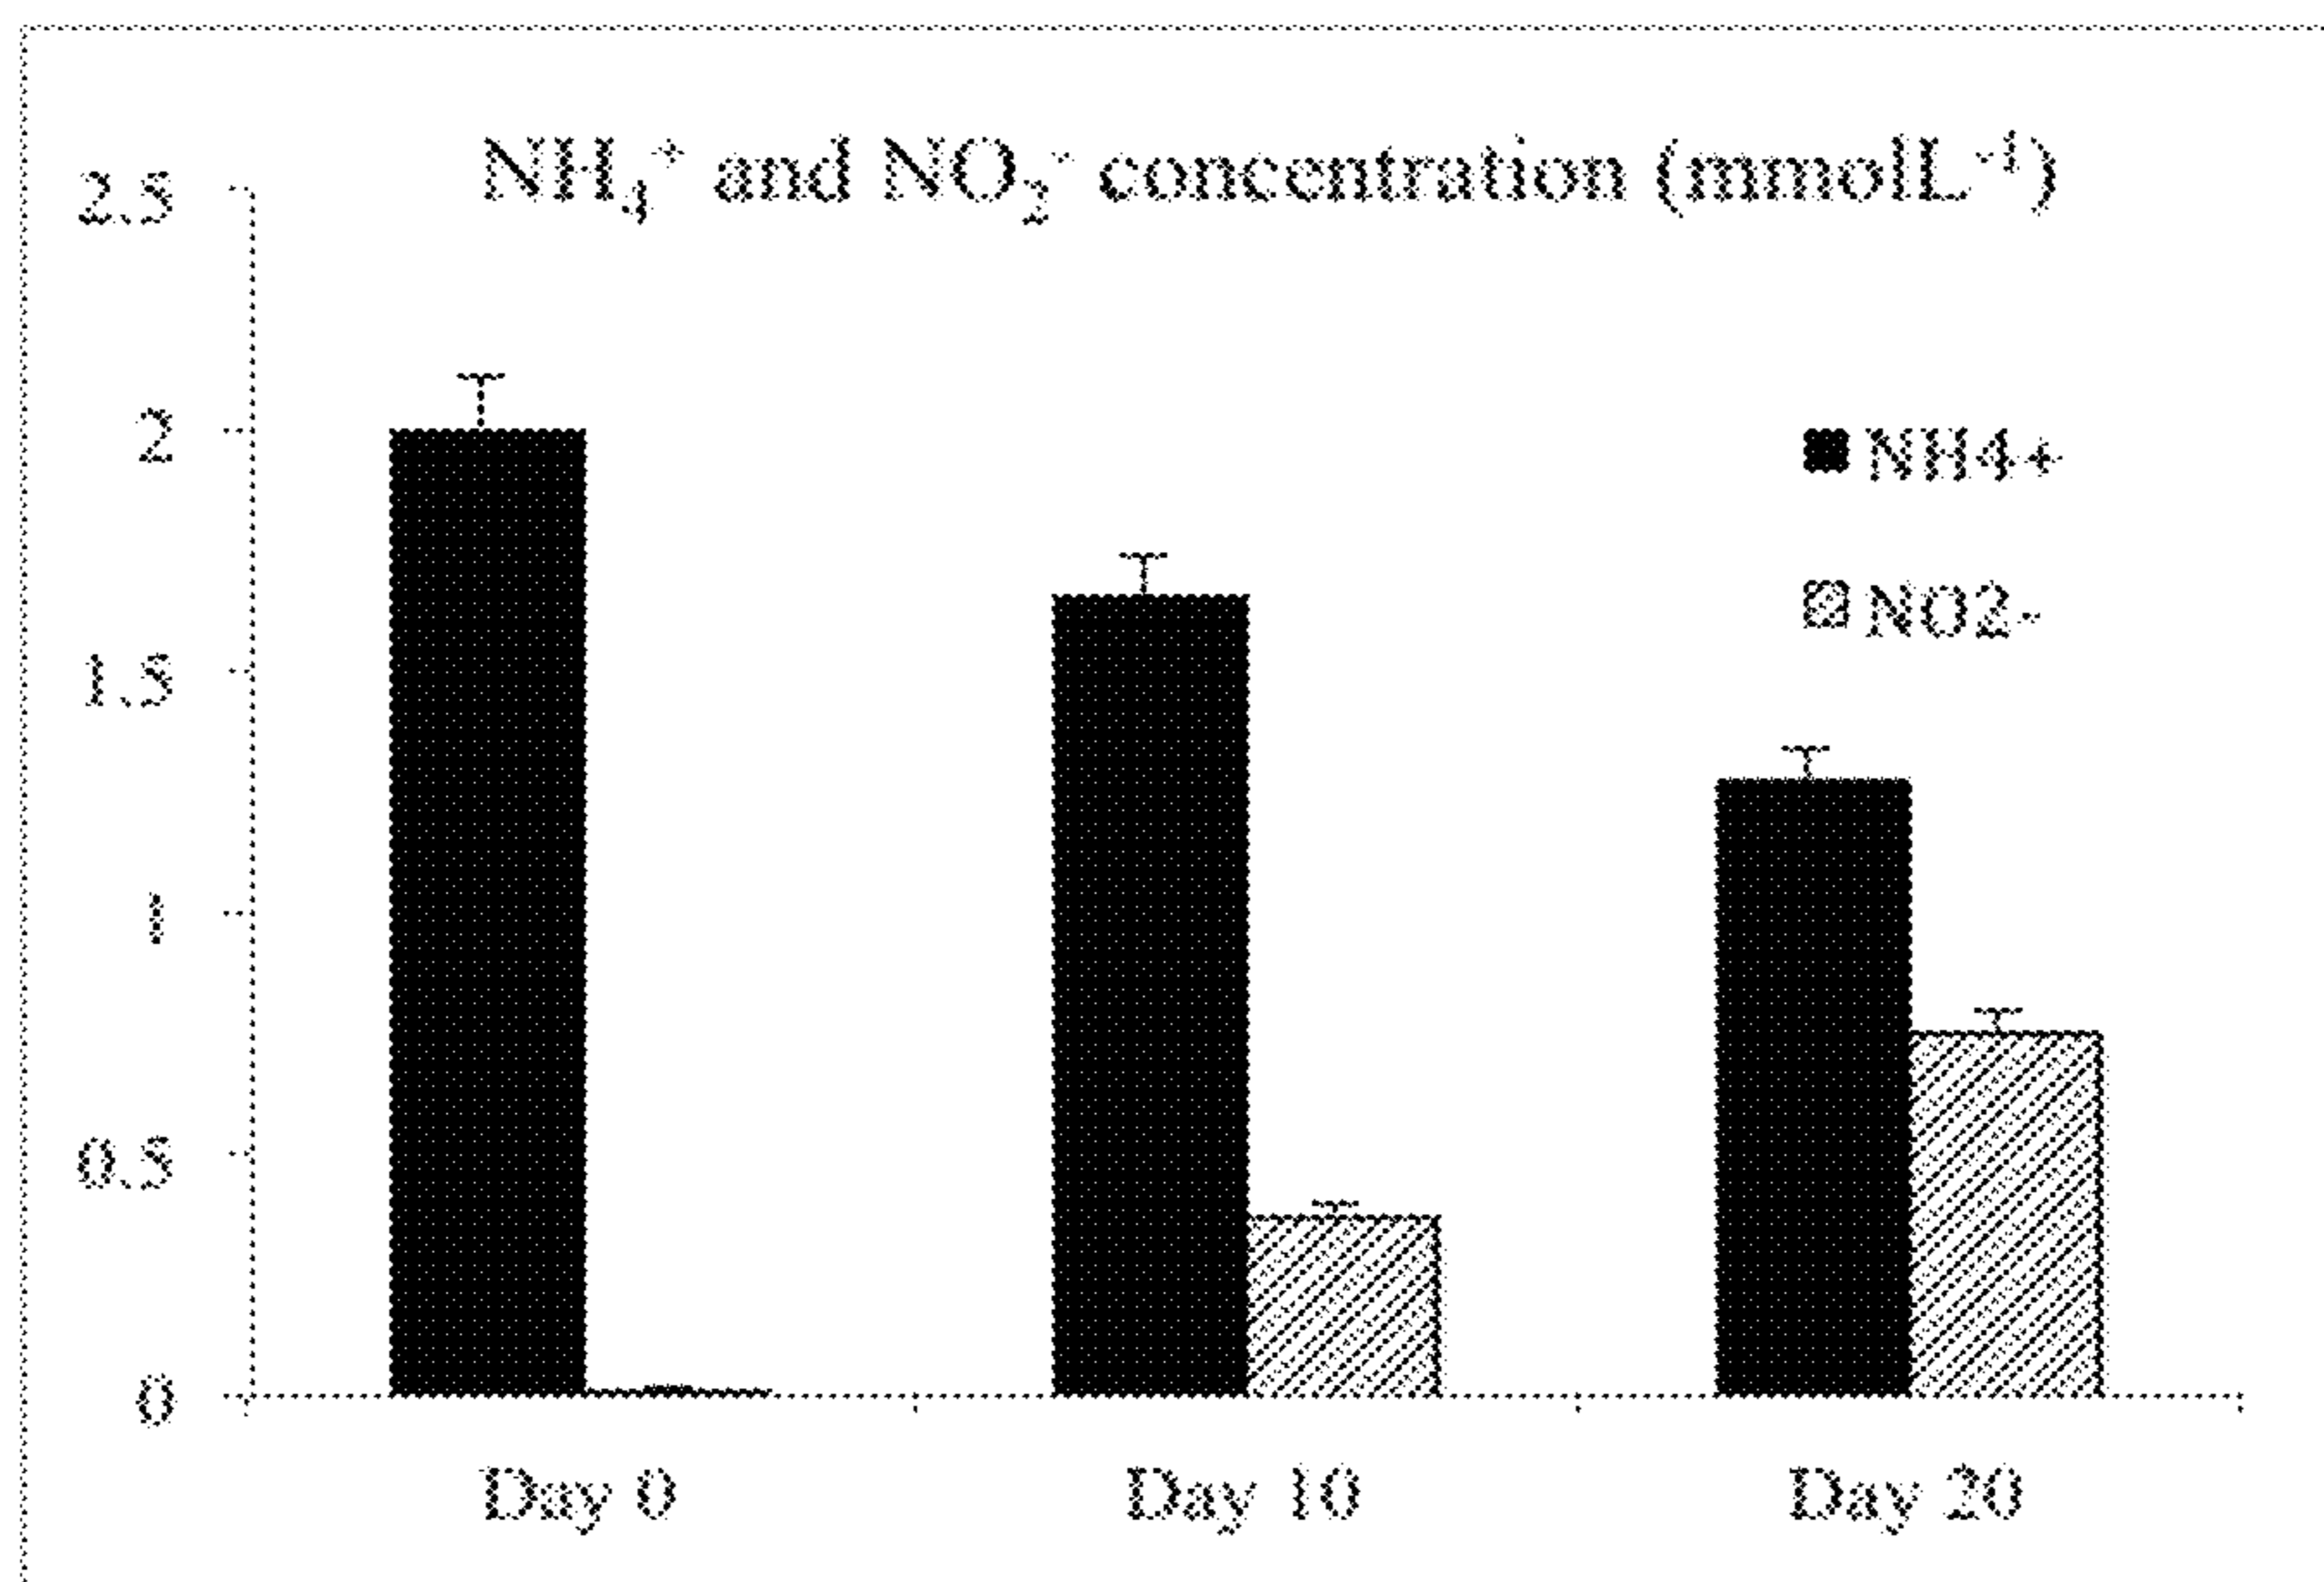 NH₄⁺ and NO₂⁻ concentration (mmolL⁻¹)
2.5
2
1.5
1
0.5
0
NH4+
NO2-
Day 0 Day 10 Day 20